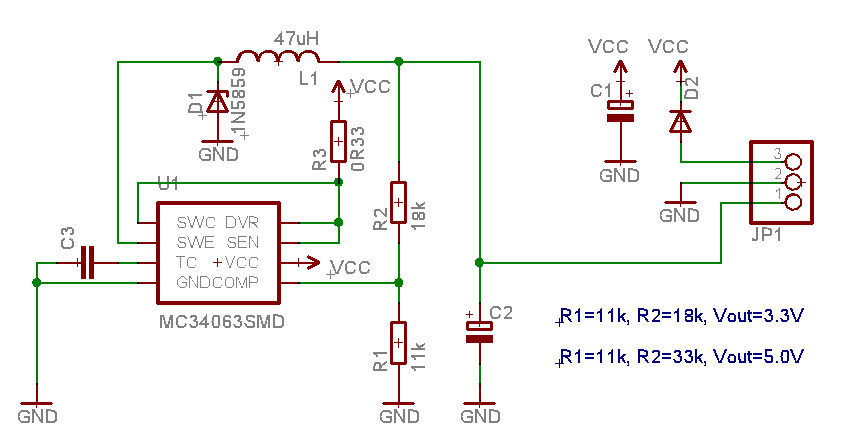 47uH
L1
D1
1N5859
GND
VCC
R3
0R33
U1
SWC DVR
SWE SEN
TC +VCC
GNDCOMP
MC34063SMD
VCC
C3
GND
R2
18k
R1
11k
GND
C2
GND
VCC
C1
GND
VCC
D2
GND
3
2
1
JP1
R1=11k, R2=18k, Vout=3.3V
R1=11k, R2=33k, Vout=5.0V